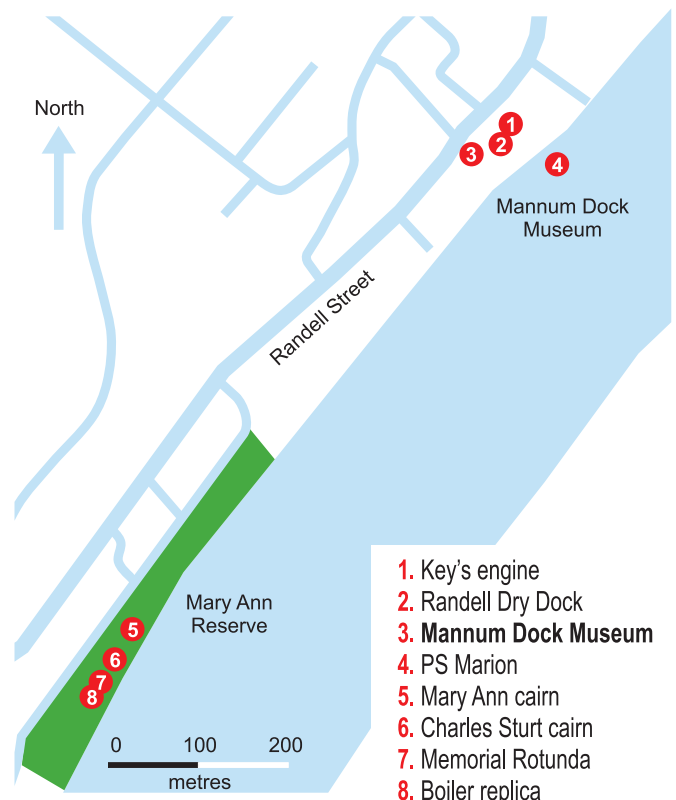 North
1
2
3
4
Mannum Dock
Museum
Randell Street
Mary Ann
Reserve
5
6
7
8
0 100 200
metres
1. Key's engine
2. Randell Dry Dock
3. Mannum Dock Museum
4. PS Marion
5. Mary Ann cairn
6. Charles Sturt cairn
7. Memorial Rotunda
8. Boiler replica